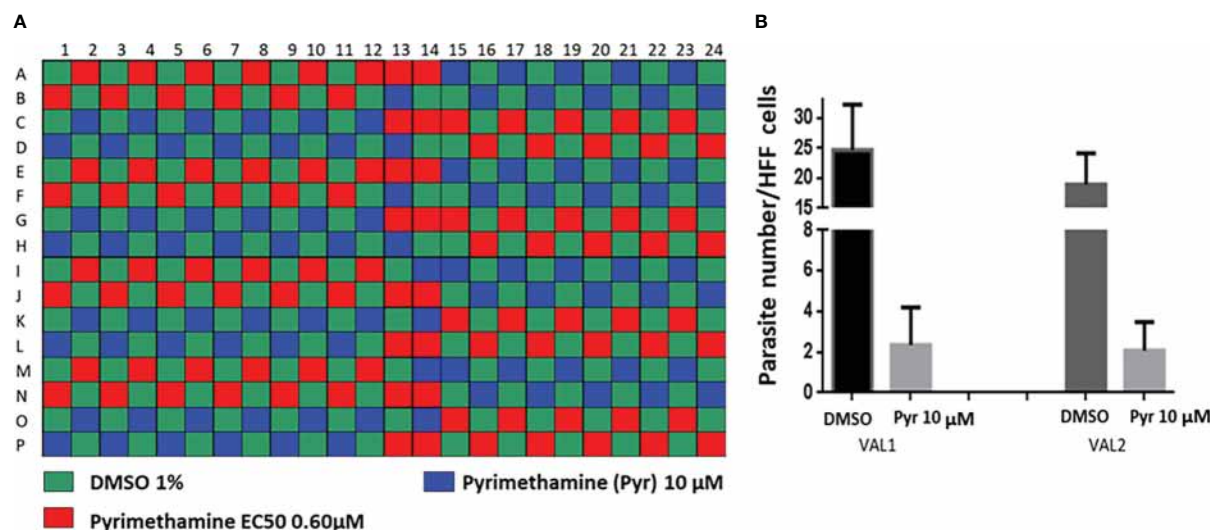 A
1 2 3 4 5 6 7 8 9 10 11 12 13 14 15 16 17 18 19 20 21 22 23 24
A
B
C
D
E
F
G
H
I
J
K
L
M
N
O
P
DMSO 1%
Pyrimethamine (Pyr) 10 µM
Pyrimethamine EC50 0.60µM
B
Parasite number/HFF cells
30
25
20
15
8
6
4
2
0
DMSO Pyr 10 µM DMSO Pyr 10 µM
VAL1 VAL2